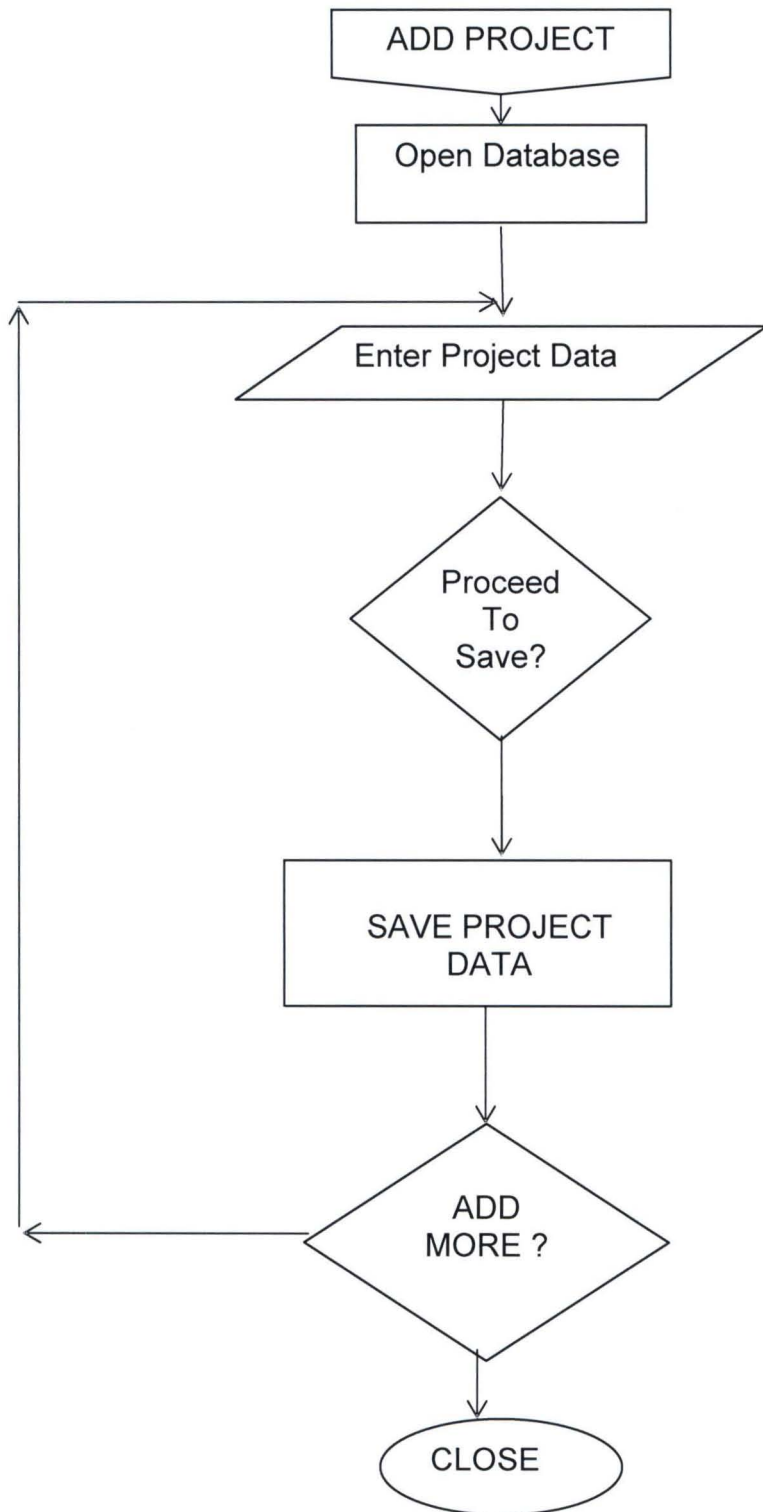 ADD PROJECT
Open Database
Enter Project Data
Proceed
To
Save?
SAVE PROJECT
DATA
ADD
MORE ?
CLOSE